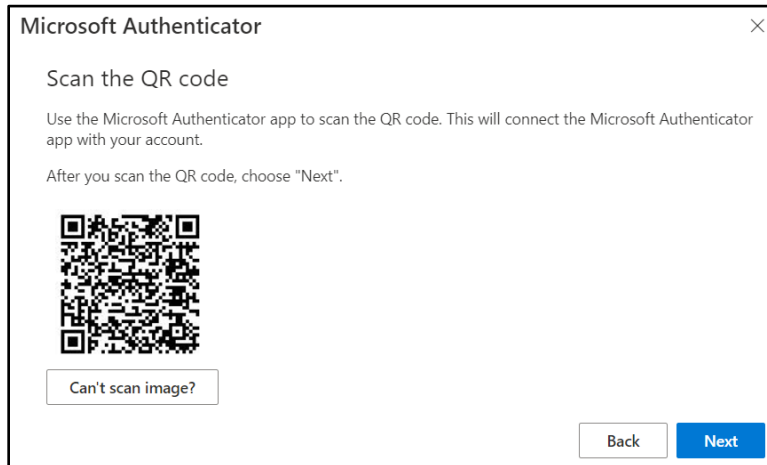 Microsoft Authenticator
Scan the QR code
Use the Microsoft Authenticator app to scan the QR code. This will connect the Microsoft Authenticator
app with your account.
After you scan the QR code, choose "Next".
Can't scan image?
Back
Next